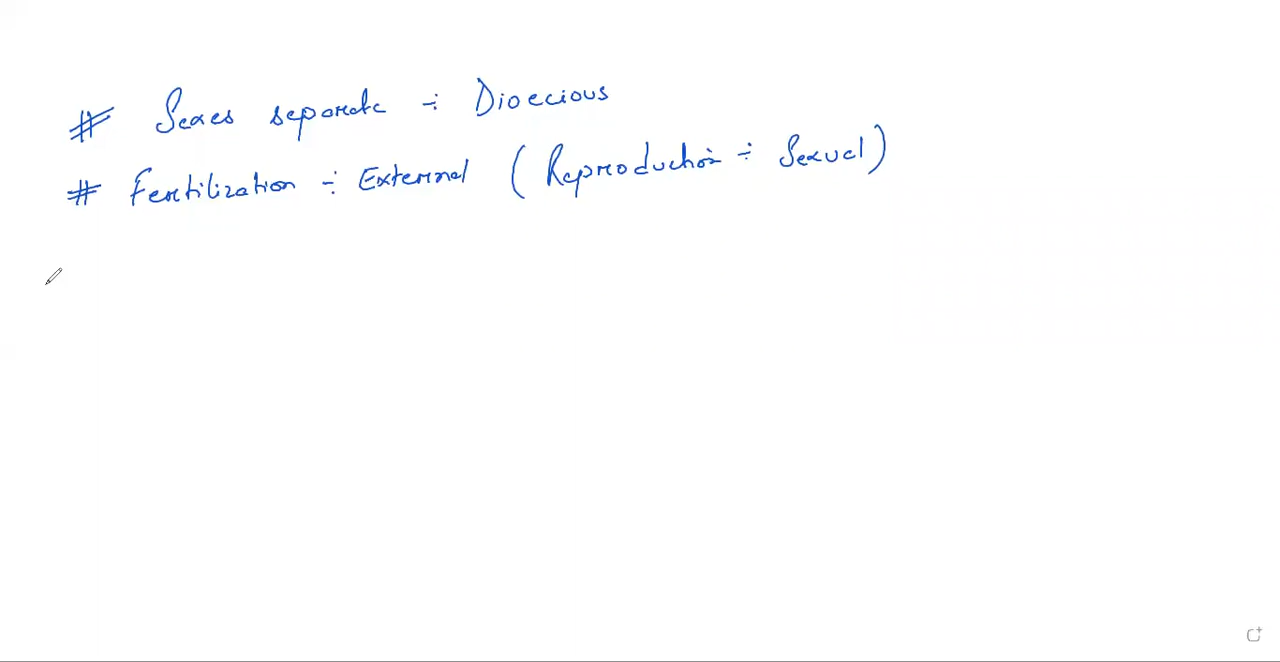 # Sexes separate ÷ Dioecious
# Fertilization ÷ External (Reproduction ÷ Sexual)